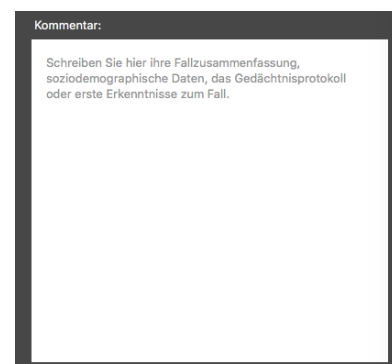 Kommentar:
Schreiben Sie hier ihre Fallzusammenfassung,
soziodemographische Daten, das Gedächtnisprotokoll
oder erste Erkenntnisse zum Fall.